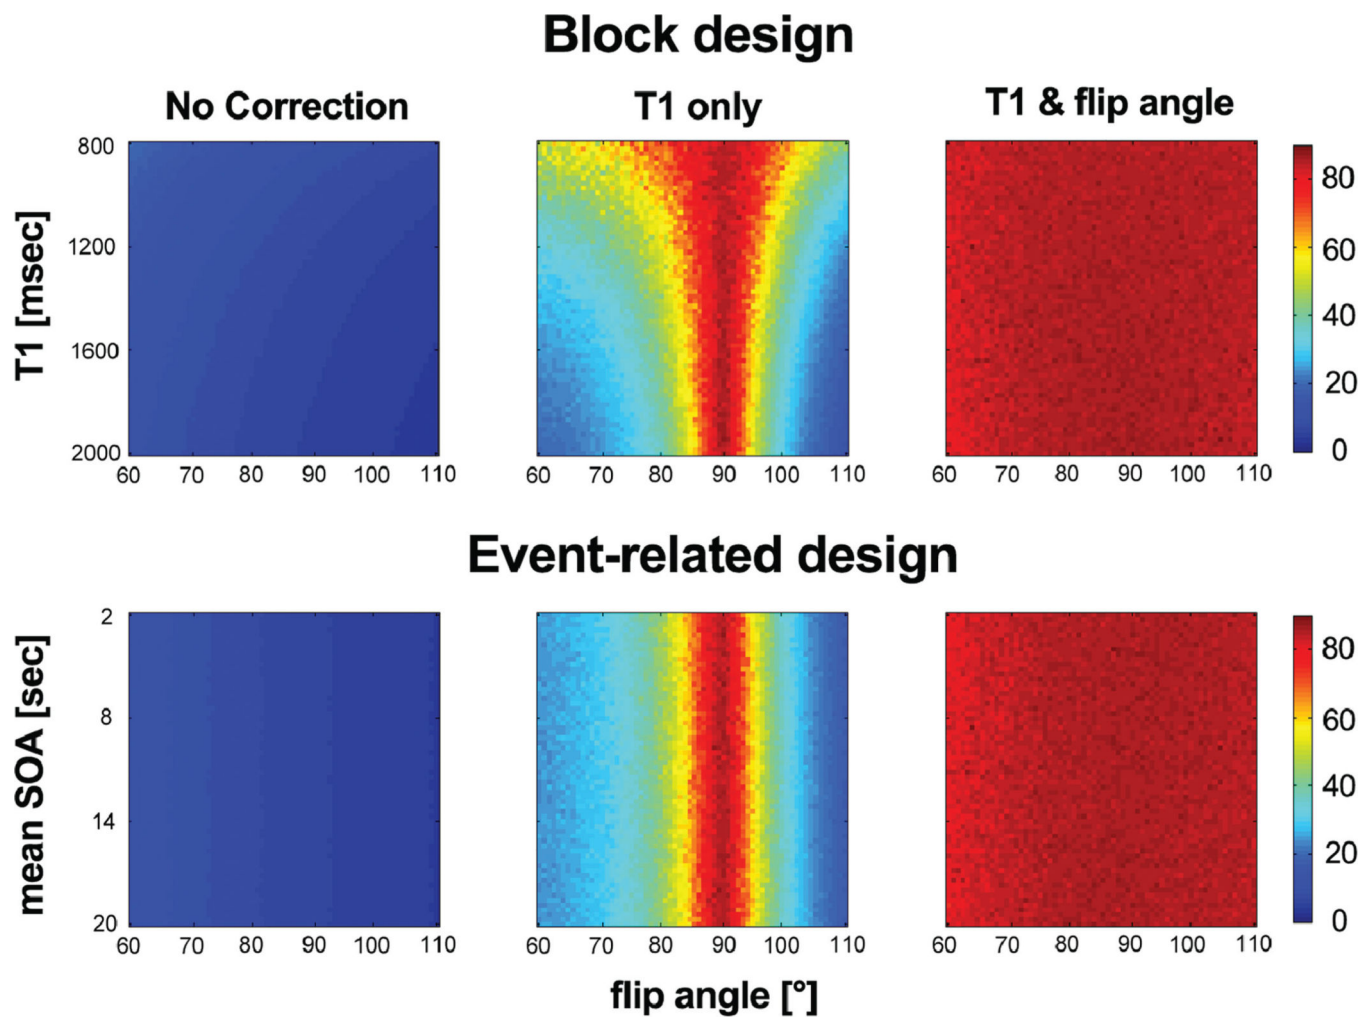 Block design
No Correction
T1 only
T1 & flip angle
T1 [msec]
800
1200
1600
2000
60 70 80 90 100 110
60 70 80 90 100 110
60 70 80 90 100 110
80
60
40
20
0
Event-related design
mean SOA [sec]
2
8
14
20
60 70 80 90 100 110
60 70 80 90 100 110
60 70 80 90 100 110
80
60
40
20
0
flip angle [°]